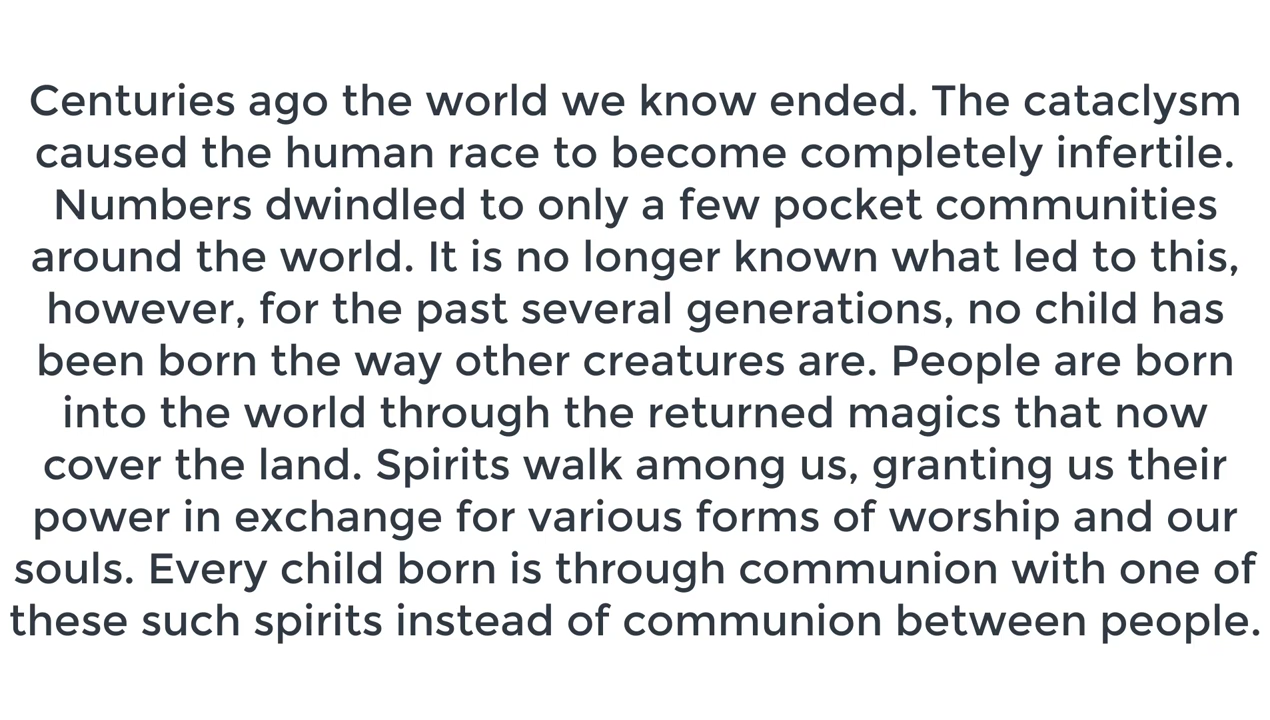 Centuries ago the world we know ended. The cataclysm
caused the human race to become completely infertile.
Numbers dwindled to only a few pocket communities
around the world. It is no longer known what led to this,
however, for the past several generations, no child has
been born the way other creatures are. People are born
into the world through the returned magics that now
cover the land. Spirits walk among us, granting us their
power in exchange for various forms of worship and our
souls. Every child born is through communion with one of
these such spirits instead of communion between people.